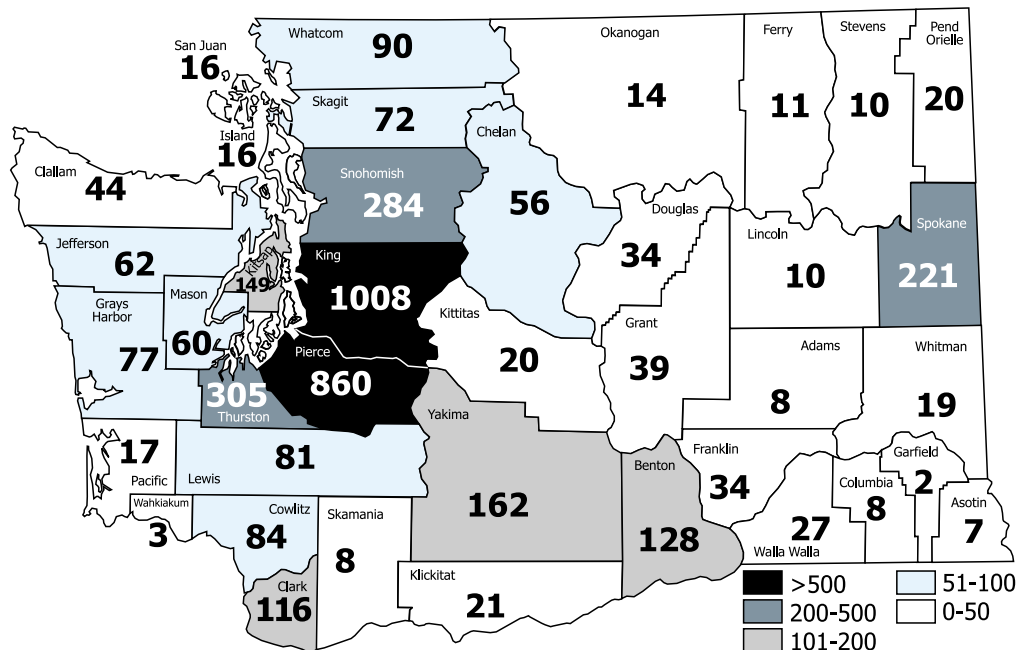 Whatcom
90
San Juan
16
Skagit
72
Island
16
Okanogan
14
Ferry
11
Stevens
10
Pend
Orielle
20
Clallam
44
Snohomish
284
Chelan
56
Douglas
34
Jefferson
62
Kitsap
149
King
1008
Lincoln
10
Spokane
221
Grays
Harbor
77
Mason
60
Kittitas
20
Grant
39
Pierce
860
Adams
8
Whitman
19
305
Thurston
17
Pacific
Lewis
81
Yakima
162
Benton
128
Franklin
34
Garfield
2
Columbia
8
Asotin
7
Wahkiakum
3
Cowlitz
84
Skamania
8
27
Walla Walla
Clark
116
Klickitat
21
>500
200-500
101-200
51-100
0-50